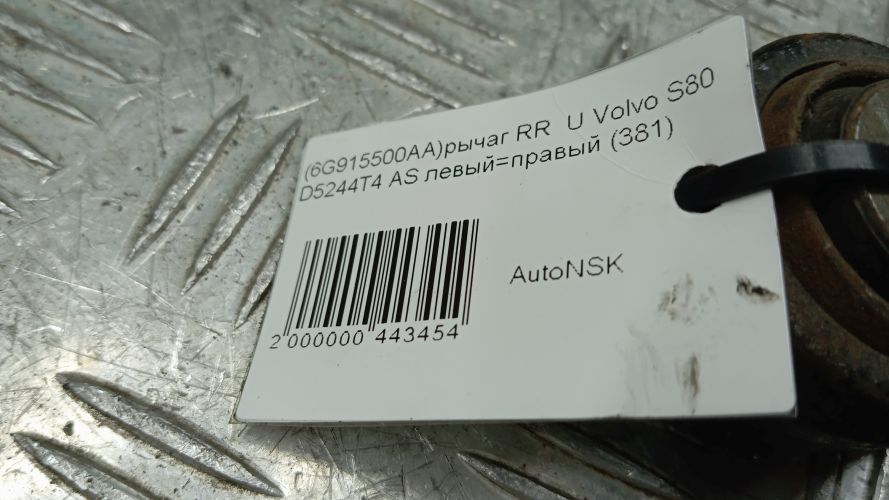 (6G915500AA)рычаг RR U Volvo S80
D5244T4 AS левый=правый (381)
AutoNSK
2 000000 443454